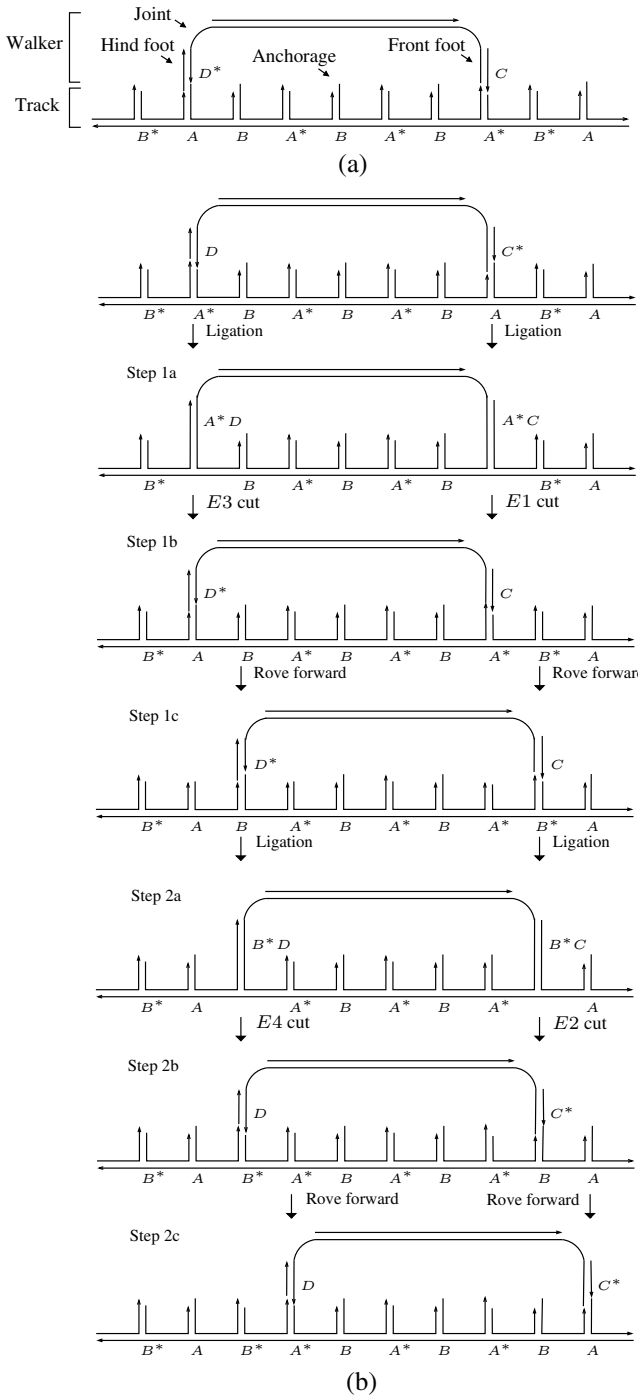 Joint
Walker
Hind foot
Anchorage
Front foot
D* C
Track
B* A B A* B A* B A* B* A
(a)
D C*
B* A* B A* B A* B A B* A
Ligation Ligation
Step 1a
A* D A* C
B* B A* B A* B B* A
E3 cut E1 cut
Step 1b
D* C
B* A B A* B A* B A* B* A
Rove forward Rove forward
Step 1c
D* C
B* A B A* B A* B A* B* A
Ligation Ligation
Step 2a
B* D B* C
B* A A* B A* B A* A
E4 cut E2 cut
Step 2b
D C*
B* A B* A* B A* B A* B A
Rove forward Rove forward
Step 2c
D C*
B* A B* A* B A* B A* B A
(b)